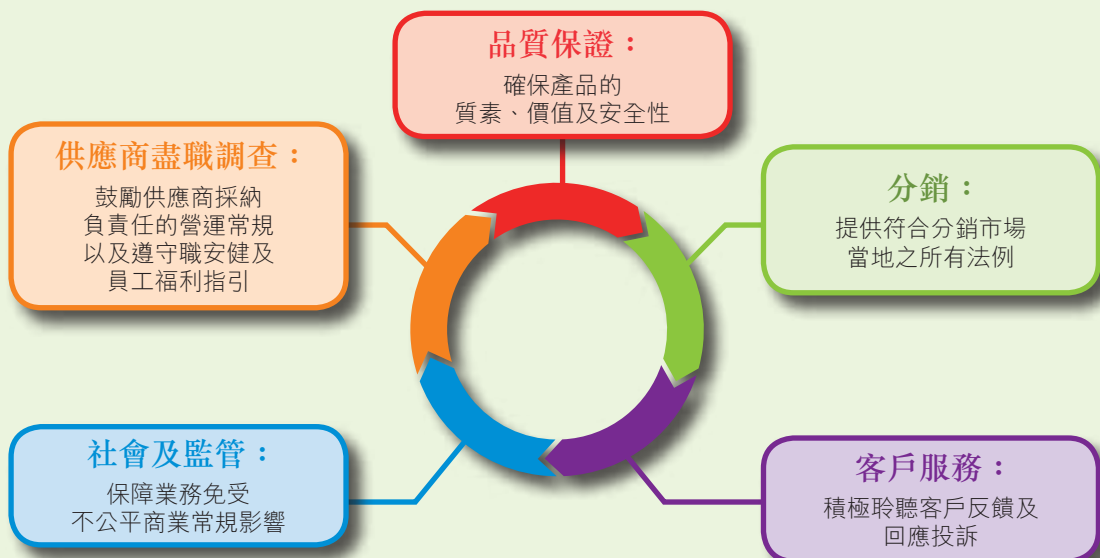 品質保證：
確保產品的
質素、價值及安全性
供應商盡職調查：
鼓勵供應商採納
負責任的營運常規
以及遵守職安健及
員工福利指引
分銷：
提供符合分銷市場
當地之所有法例
社會及監管：
保障業務免受
不公平商業常規影響
客戶服務：
積極聆聽客戶反饋及
回應投訴